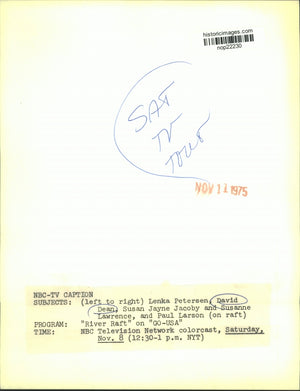 historicimages.com
nop22230
SAT
TV
NOV 11 1975
NBC-TV CAPTION
SUBJECTS: (left to right) Lenka Petersen, David
Dean, Susan Jayne Jacoby and Susanne
Lawrence, and Paul Larson (on raft)
PROGRAM: "River Raft" on "GO-USA"
TIME: NBC Television Network colorcast, Saturday,
Nov. 8 (12:30-1 p.m. NYT)